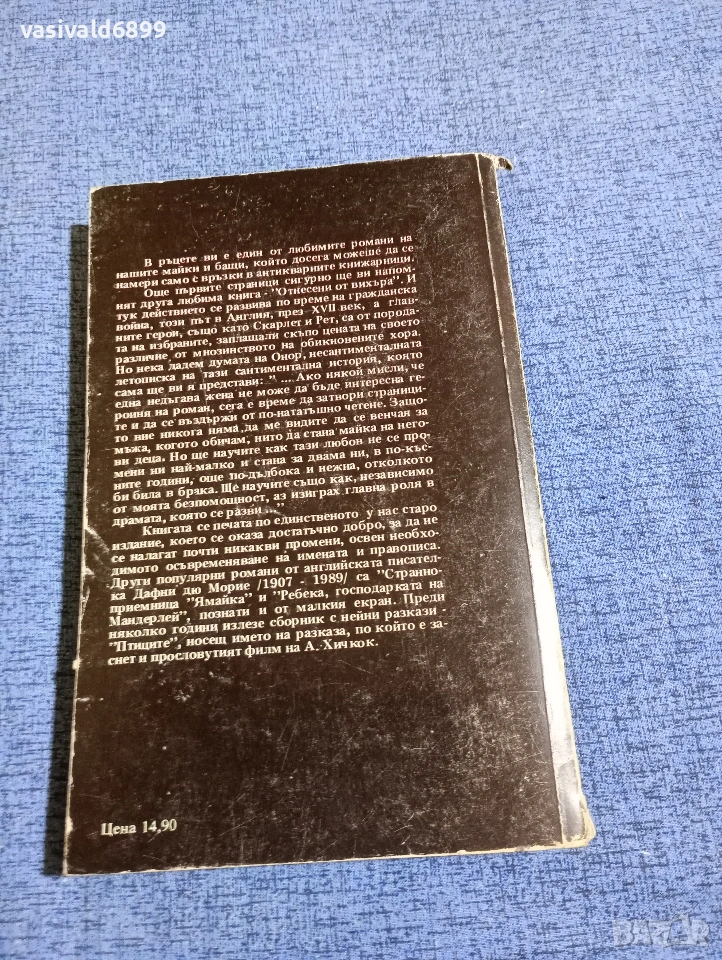 vasivald6899
В ръцете ви е един от любимите романи на
нашите майки и бащи, който досега можеше да се
намери само с връзки в антикварните книжарници.
Още първите страници сигурно ще ви напом-
нят друга любима книга - "Отнесени от вихъра". И
тук действието се развива по време на гражданска
война, този път в Англия, през XVII век, а глав-
ните герои, също като Скарлет и Рет, са от порода-
та на избраните, заплащали скъпо цената на своето
различие от мнозинството на обикновените хора.
Но нека дадем думата на Онор, несантименталната
летописка на тази сантиментална история, която
сама ще ви я представи: " ... Ако някой мисли, че
една недъгава жена не може да бъде интересна ге-
роиня на роман, сега е време да затвори страници-
те и да се въздържи от по-нататъшно четене. Защо-
то вие никога няма да ме видите да се венчая за
мъжа, когото обичам, нито да стана майка на него-
ви деца. Но ще научите как тази любов не се про-
мени ни най-малко и стана за двама ни, в по-къс-
ните години, още по-дълбока и нежна, отколкото
би била в брака. Ще научите също как, независимо
от моята безпомощност, аз изиграх главна роля в
драмата, която се разви ..."
Книгата се печата по единственото у нас старо
издание, което се оказа достатъчно добро, за да не
се налагат почти никакви промени, освен необхо-
димото осъвременяване на имената и правописа.
Други популярни романи от английската писател-
ка Дафни дю Морие /1907 - 1989/ са "Странно-
приемница "Ямайка" и "Ребека, господарката на
Мандерлей", познати и от малкия екран. Преди
няколко години излезе сборник с нейни разкази -
"Птиците", носещ името на разказа, по който е за-
снет и прословутият филм на А. Хичкок.
Цена 14,90
BAZAR